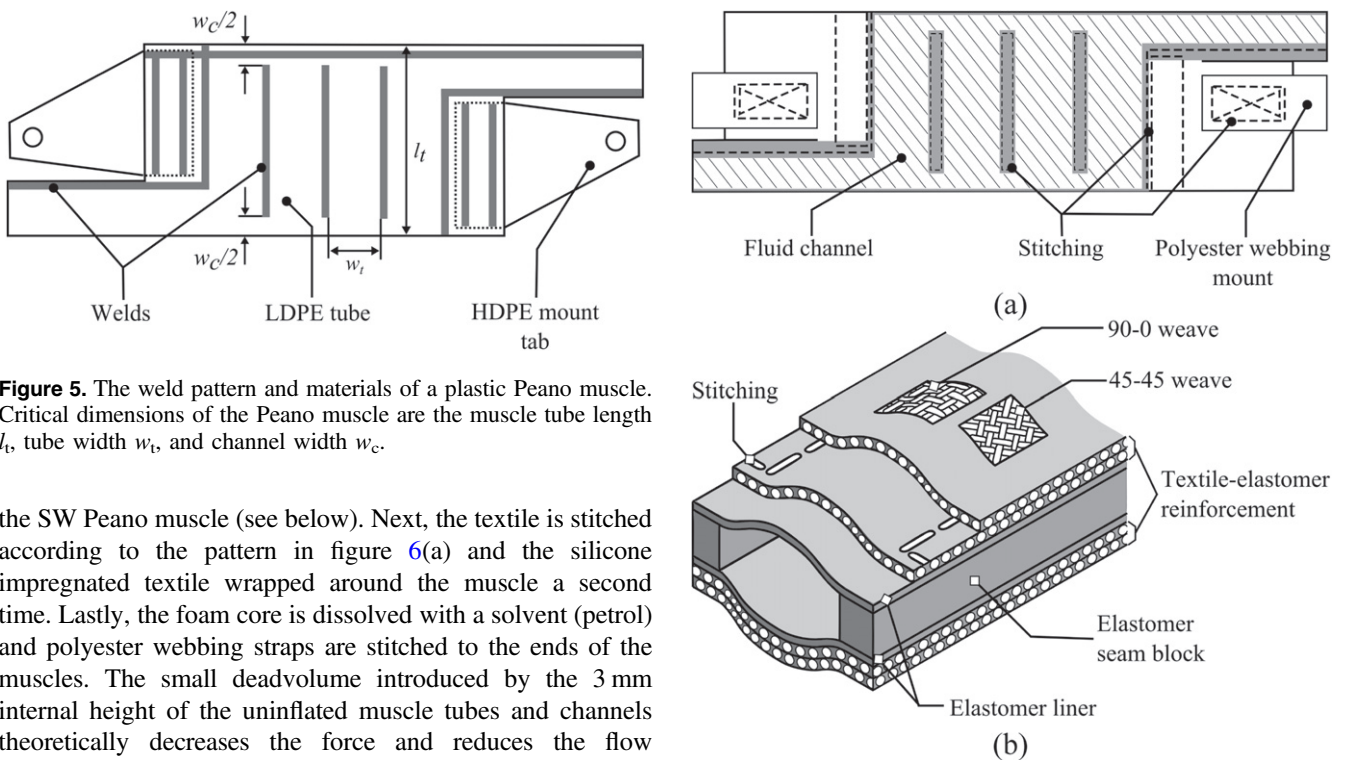 w_c/2
l_t
w_c/2
w_t
Welds
LDPE tube
HDPE mount
tab
Figure 5. The weld pattern and materials of a plastic Peano muscle.
Critical dimensions of the Peano muscle are the muscle tube length
l_t, tube width w_t, and channel width w_c.
the SW Peano muscle (see below). Next, the textile is stitched
according to the pattern in figure 6(a) and the silicone
impregnated textile wrapped around the muscle a second
time. Lastly, the foam core is dissolved with a solvent (petrol)
and polyester webbing straps are stitched to the ends of the
muscles. The small deadvolume introduced by the 3 mm
internal height of the uninflated muscle tubes and channels
theoretically decreases the force and reduces the flow
Fluid channel
Stitching
Polyester webbing
mount
(a)
90-0 weave
45-45 weave
Stitching
Textile-elastomer
reinforcement
Elastomer
seam block
Elastomer liner
(b)